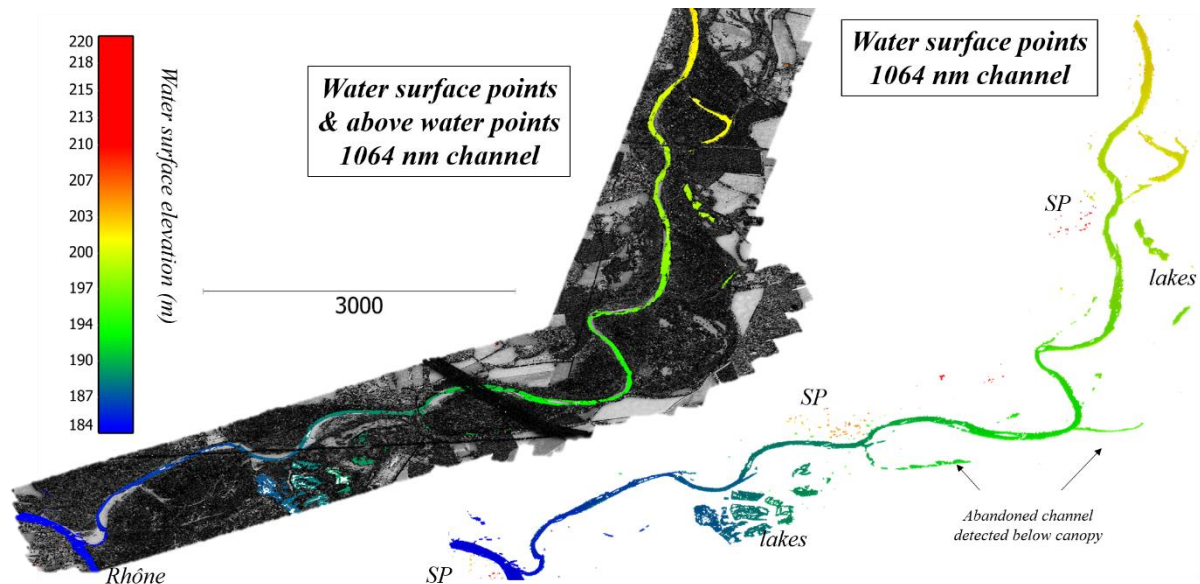 220
218
215
210
207
203
200
197
194
190
187
184
Water surface elevation (m)
Water surface points
& above water points
1064 nm channel
3000
Rhône
Water surface points
1064 nm channel
SP
lakes
SP
Abandoned channel
detected below canopy
lakes
SP